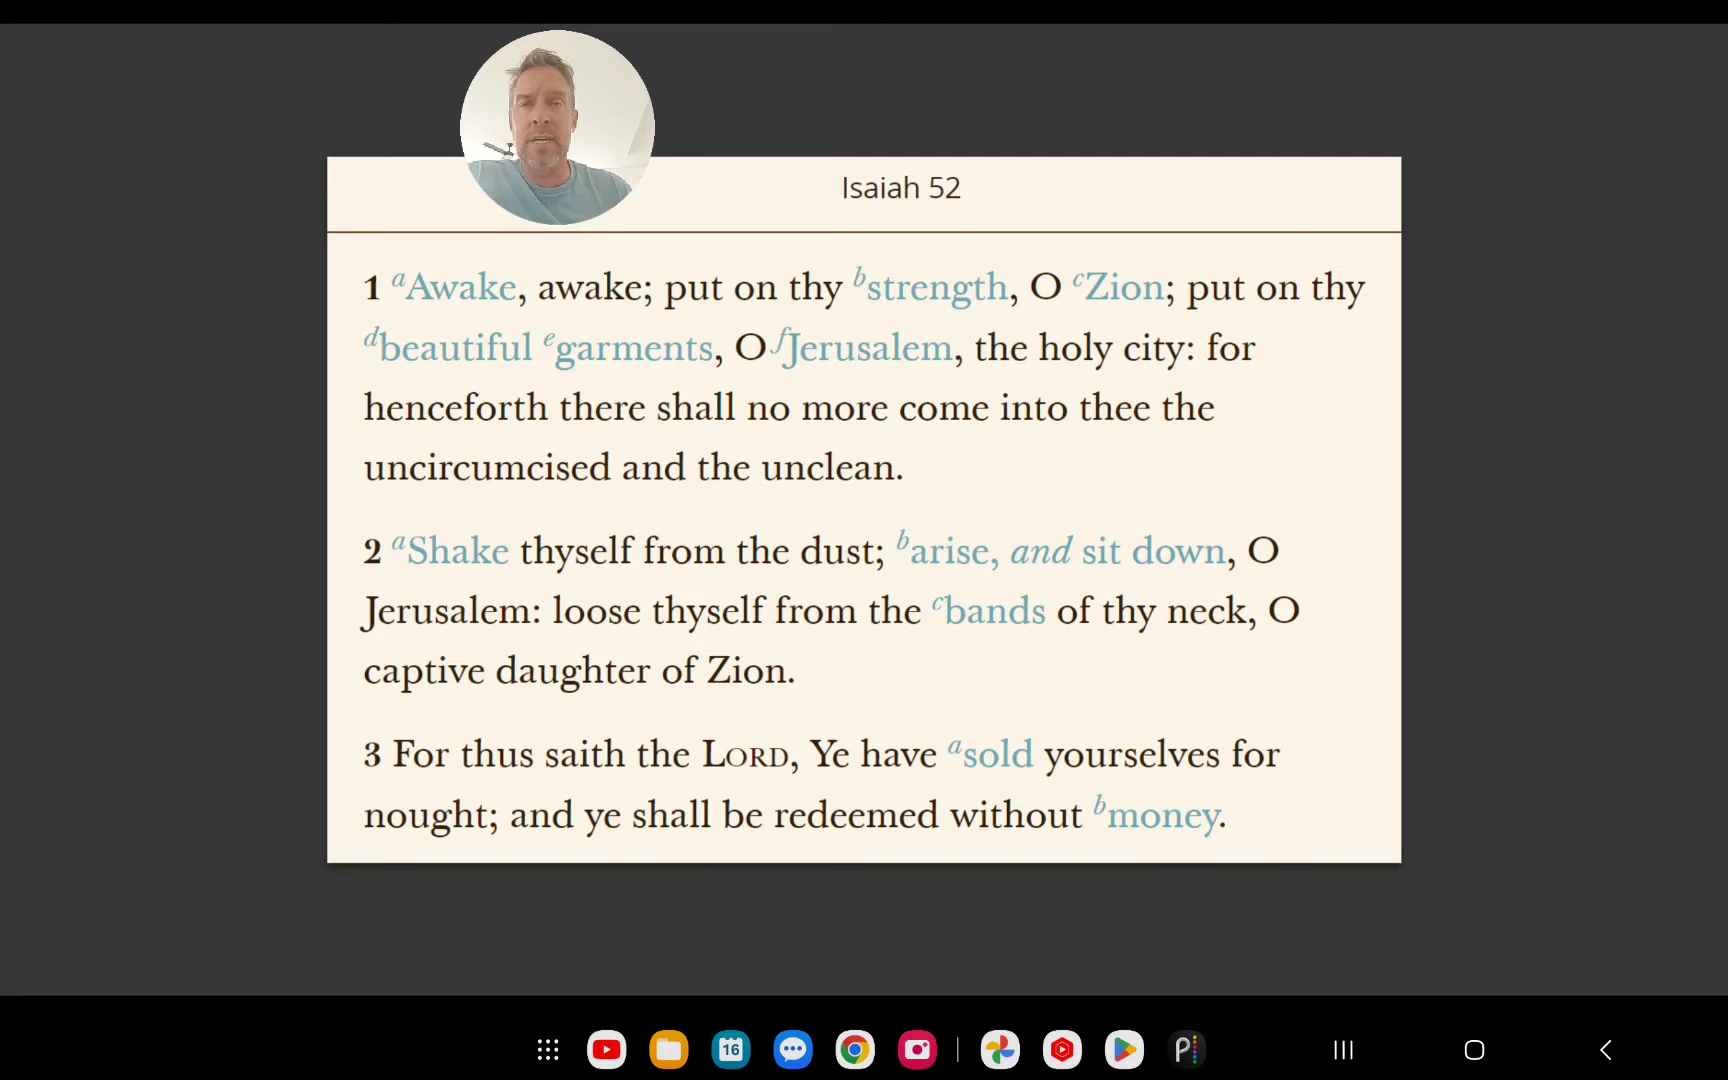 Isaiah 52
1 aAwake, awake; put on thy bstrength, O cZion; put on thy
dbeautiful egarments, O fJerusalem, the holy city: for
henceforth there shall no more come into thee the
uncircumcised and the unclean.
2 aShake thyself from the dust; barise, and sit down, O
Jerusalem: loose thyself from the cbands of thy neck, O
captive daughter of Zion.
3 For thus saith the LORD, Ye have asold yourselves for
nought; and ye shall be redeemed without bmoney.
16